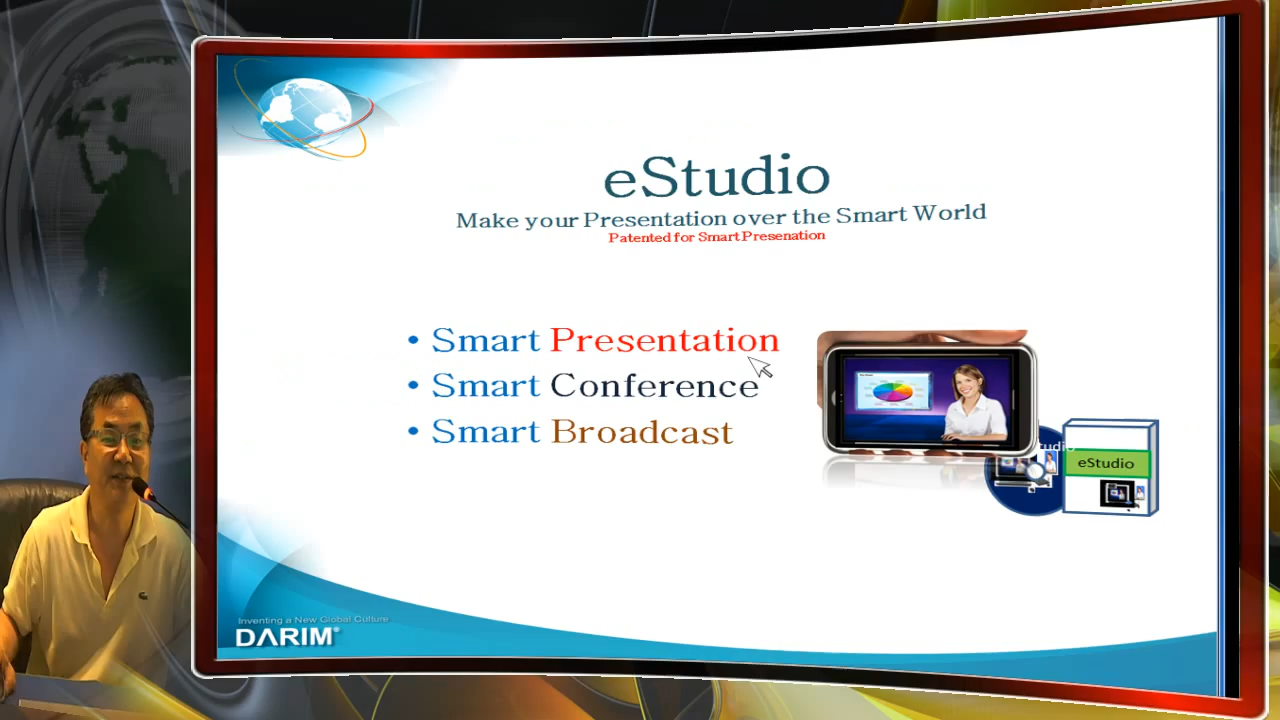 eStudio
Make your Presentation over the Smart World
Patented for Smart Presenation
• Smart Presentation
• Smart Conference
• Smart Broadcast
tudio
eStudio
Inventing a New Global Culture
DARIM®